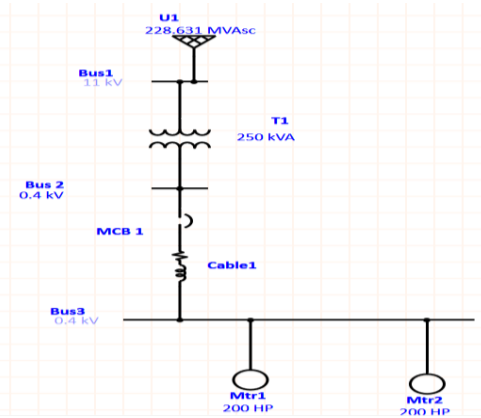 U1
228.631 MVAsc
Bus1
11 kV
T1
250 kVA
Bus 2
0.4 kV
MCB 1
Cable1
Bus3
0.4 kV
Mtr1
200 HP
Mtr2
200 HP